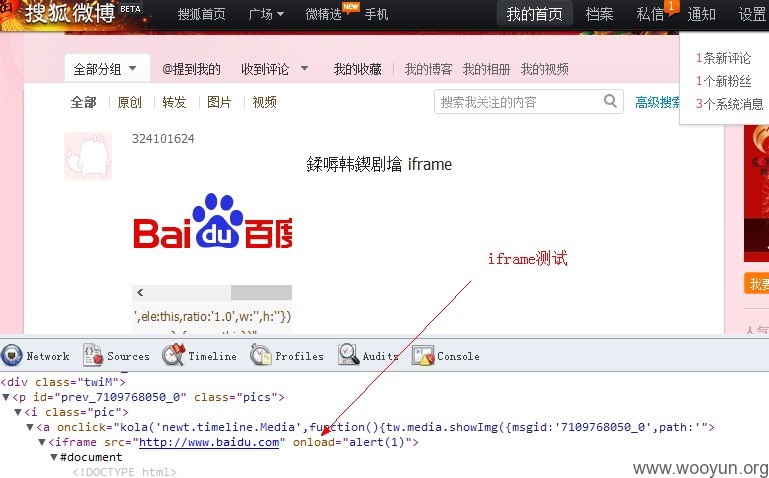 搜狐微博 BETA 搜狐首页 广场 微精选 NEW 手机 我的首页 档案 私信 1 通知 设置
1条新评论
1个新粉丝
3个系统消息
全部分组 @提到我的 收到评论 我的收藏 我的博客 我的相册 我的视频
全部 原创 转发 图片 视频 搜索我关注的内容 高级搜索
324101624
iframe
Bai du 百度
iframe测试
',ele:this,ratio:'1.0',w:'',h:''})
我要
人气
Network Sources Timeline Profiles Audits Console
<div class="twiM">
▼<p id="prev_7109768050_0" class="pics">
▼<i class="pic">
▼<a onclick="kola('newt.timeline.Media',function(){tw.media.showImg({msgid:'7109768050_0',path:'">
▼<iframe src="http://www.baidu.com" onload="alert(1)">
▼#document
<!DOCTYPE html>
www.wooyun.org